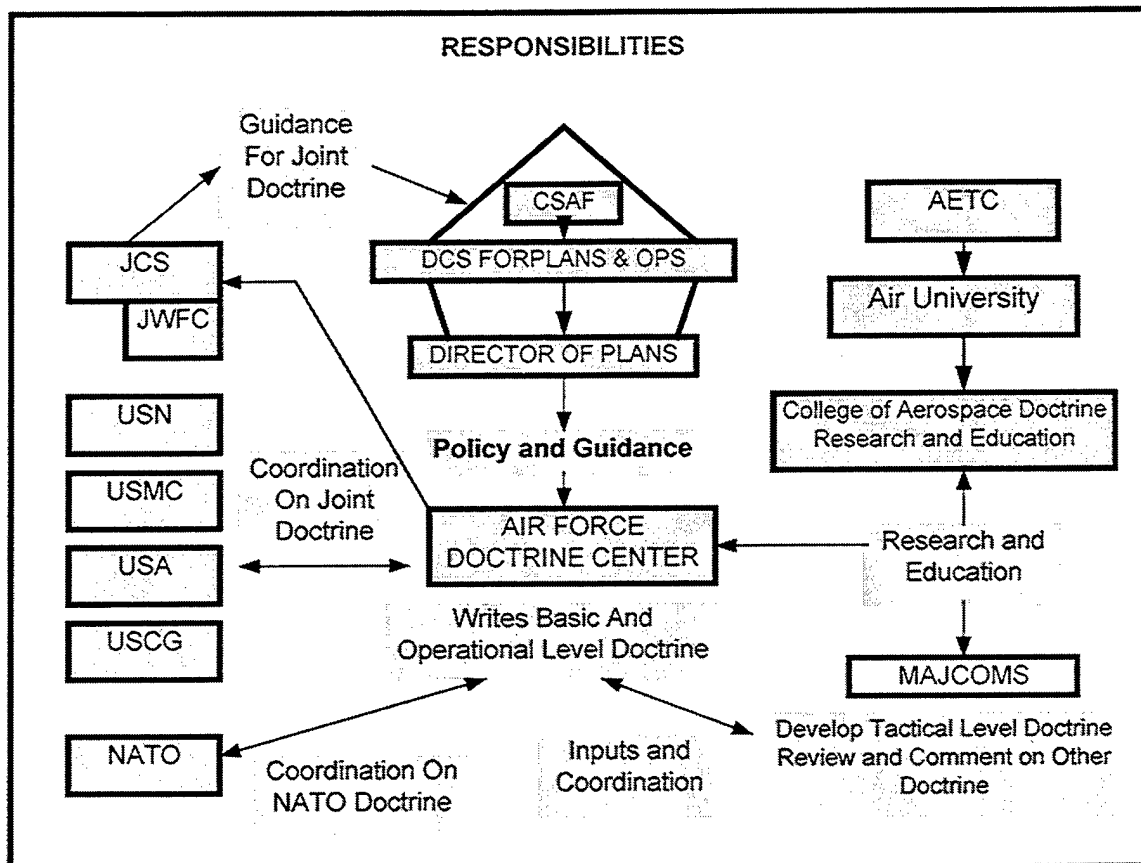 RESPONSIBILITIES
Guidance
For Joint
Doctrine
CSAF
AETC
JCS
DCS FORPLANS & OPS
Air University
JWFC
DIRECTOR OF PLANS
College of Aerospace Doctrine
Research and Education
USN
Policy and Guidance
Coordination
On Joint
Doctrine
USMC
AIR FORCE
DOCTRINE CENTER
Research and
Education
USA
Writes Basic And
Operational Level Doctrine
USCG
MAJCOMS
Develop Tactical Level Doctrine
Review and Comment on Other
Doctrine
NATO
Coordination On
NATO Doctrine
Inputs and
Coordination